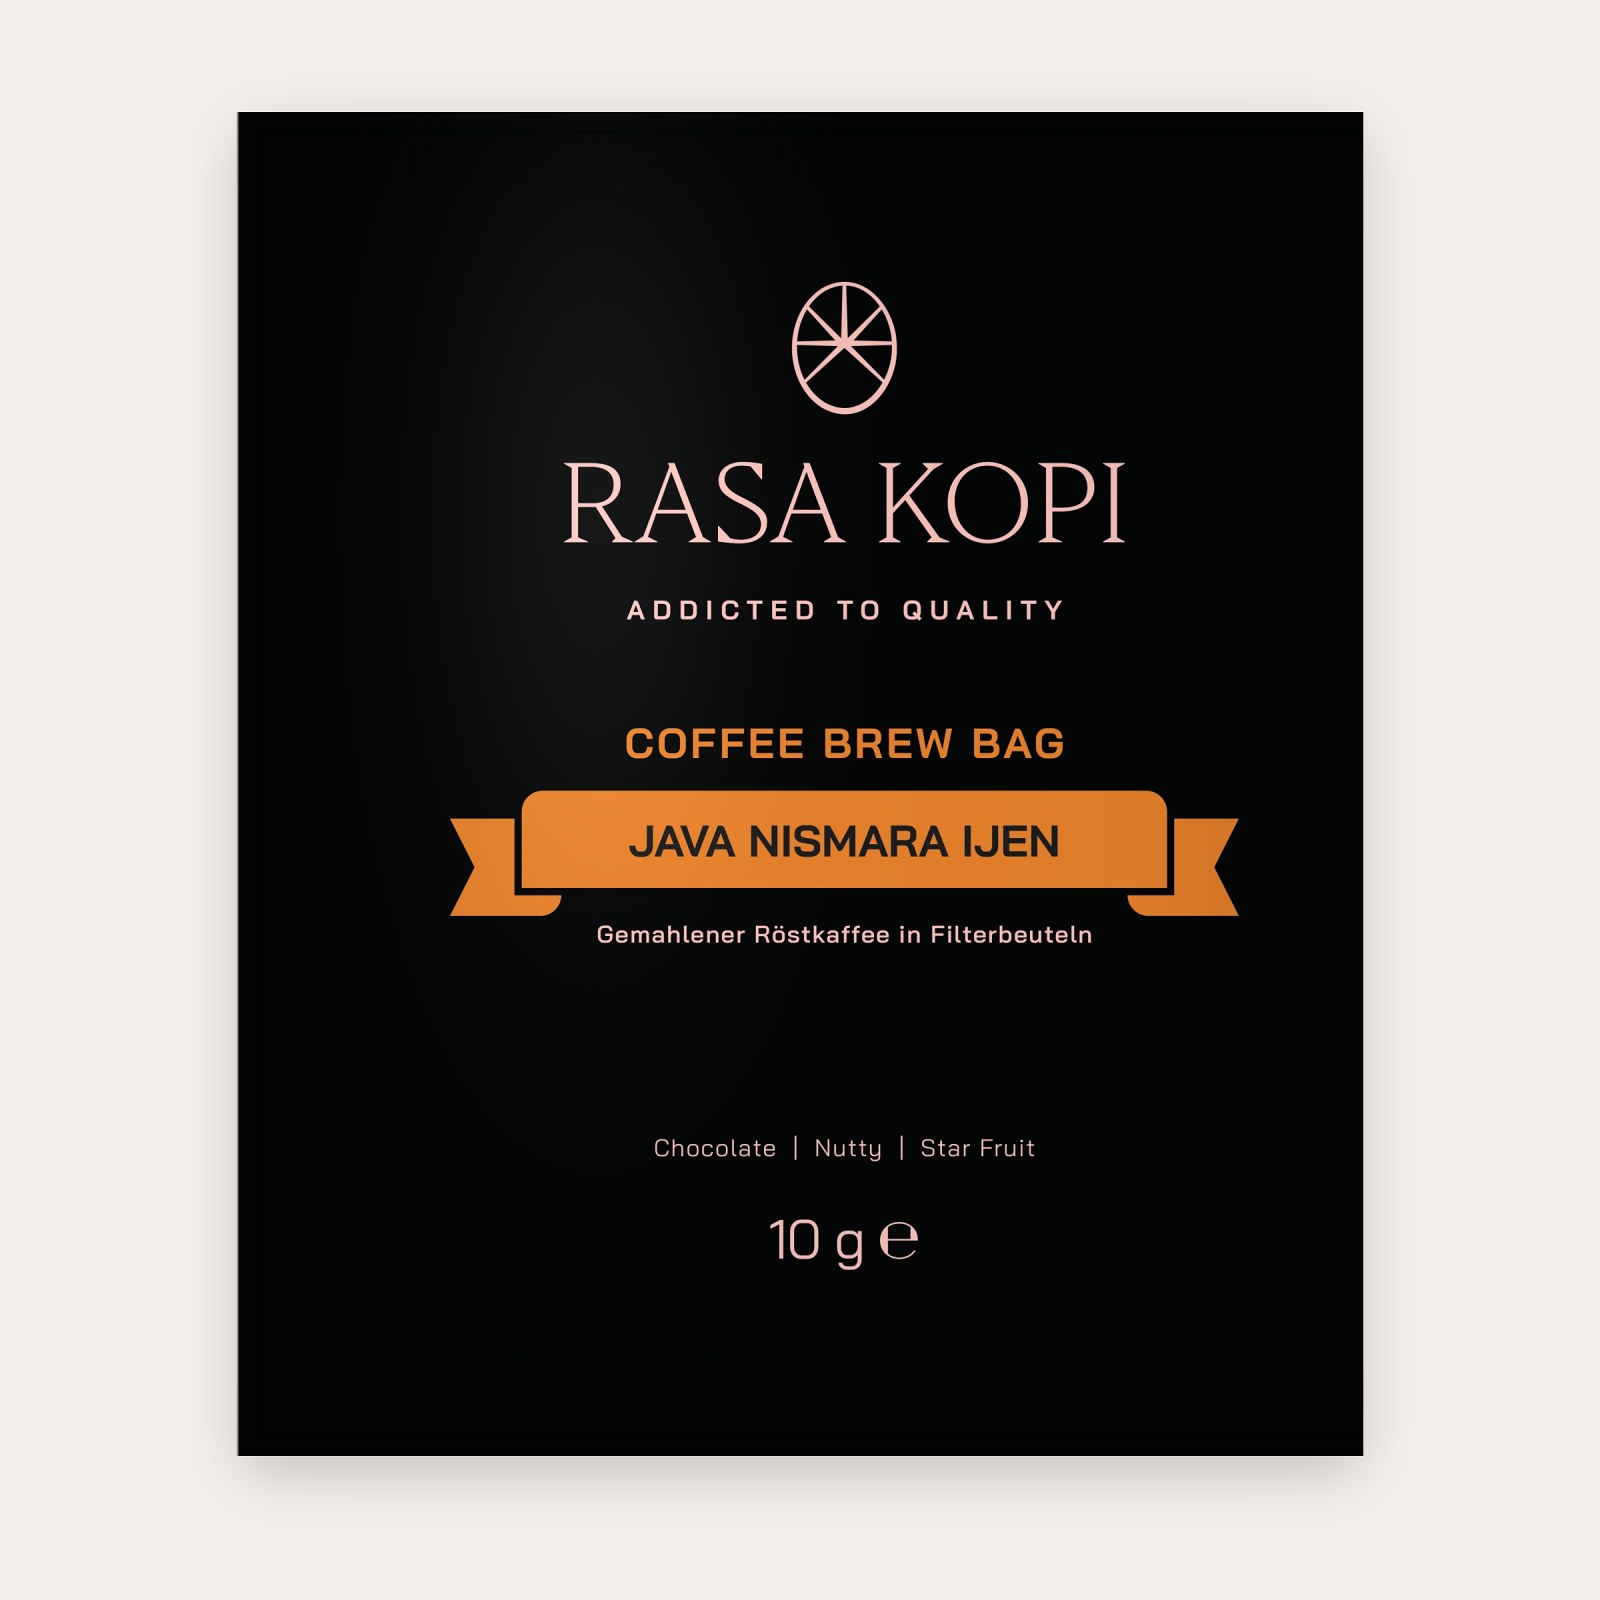 RASA KOPI
ADDICTED TO QUALITY
COFFEE BREW BAG
JAVA NISMARA IJEN
Gemahlener Röstkaffee in Filterbeuteln
Chocolate | Nutty | Star Fruit
10 g ℮